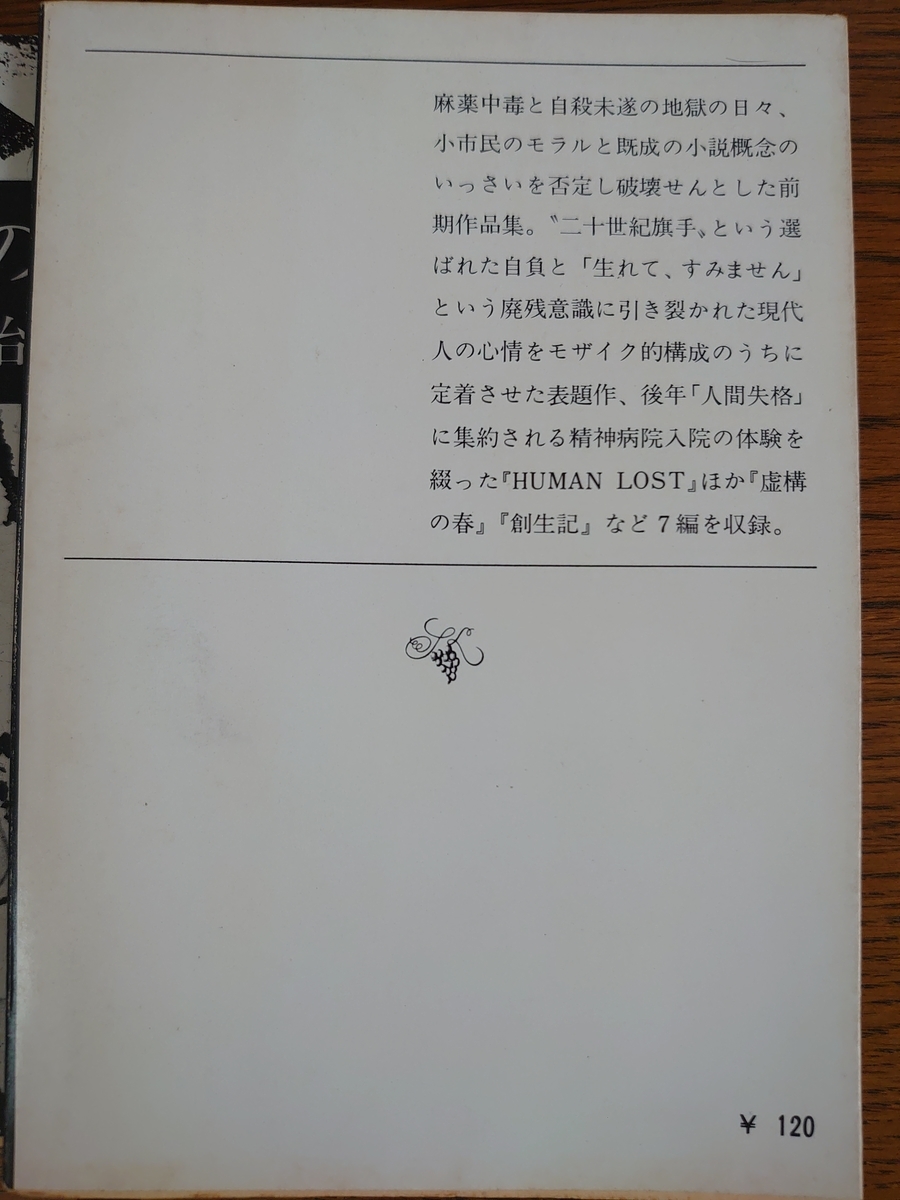 麻薬中毒と自殺未遂の地獄の日々、
小市民のモラルと既成の小説概念の
いっさいを否定し破壊せんとした前
期作品集。〝二十世紀旗手〟という選
ばれた自負と「生れて、すみません」
という廃残意識に引き裂かれた現代
人の心情をモザイク的構成のうちに
定着させた表題作、後年「人間失格」
に集約される精神病院入院の体験を
綴った『HUMAN LOST』ほか『虚構
の春』『創生記』など7編を収録。
¥ 120
の
治